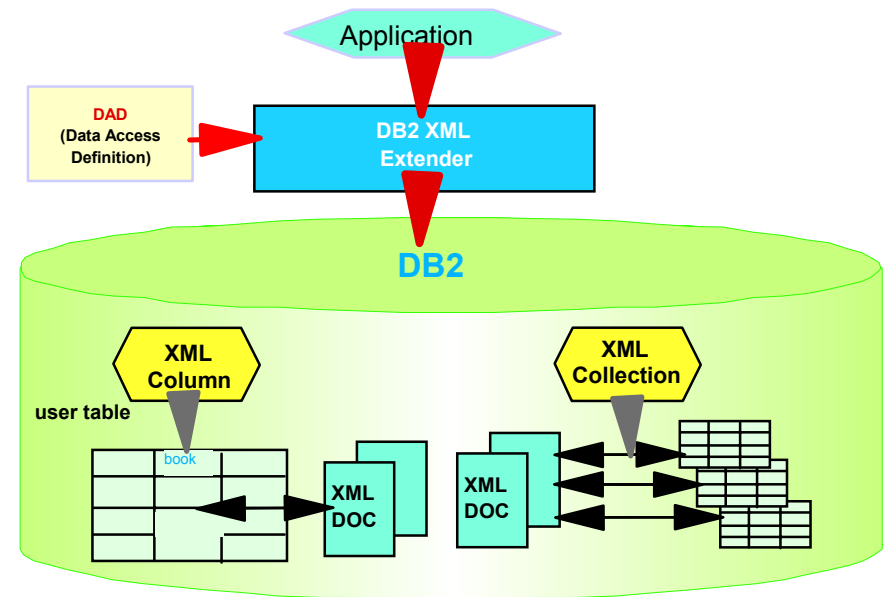 Application
DAD
(Data Access
Definition)
DB2 XML
Extender
DB2
XML
Column
XML
Collection
user table
book
XML
DOC
XML
DOC